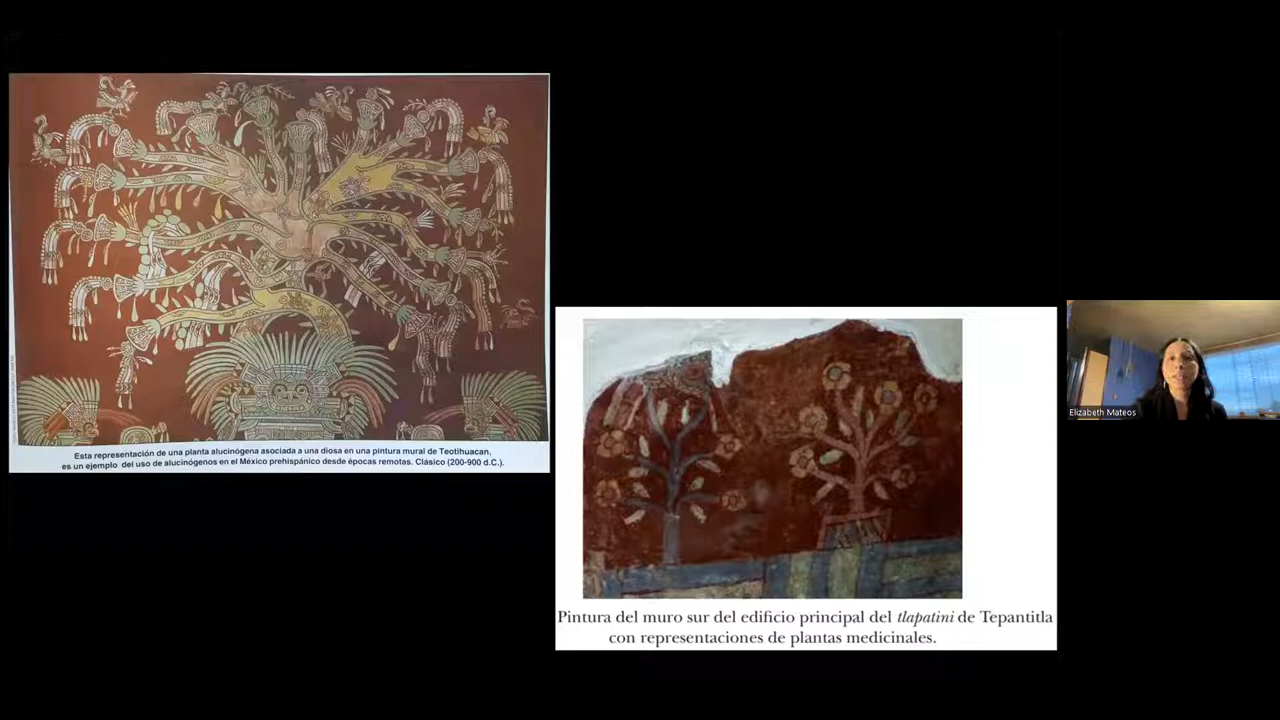 Esta representación de una planta alucinógena asociada a una diosa en una pintura mural de Teotihuacan,
es un ejemplo del uso de alucinógenos en el México prehispánico desde épocas remotas. Clásico (200-900 d.C.).
Pintura del muro sur del edificio principal del tlapatini de Tepantitla
con representaciones de plantas medicinales.
Elizabeth Mateos